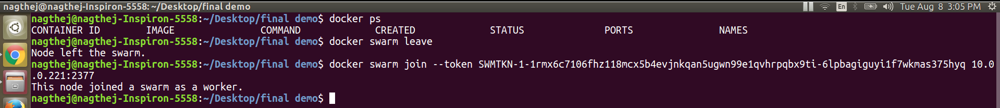 nagthej@nagthej-Inspiron-5558: ~/Desktop/final demo En Tue Aug 8 3:05 PM
nagthej@nagthej-Inspiron-5558:~/Desktop/final demo$ docker ps
CONTAINER ID IMAGE COMMAND CREATED STATUS PORTS NAMES
nagthej@nagthej-Inspiron-5558:~/Desktop/final demo$ docker swarm leave
Node left the swarm.
nagthej@nagthej-Inspiron-5558:~/Desktop/final demo$ docker swarm join --token SWMTKN-1-1rmx6c7106fhz118mcx5b4evjnkqan5ugwn99e1qvhrpqbx9ti-6lpbagiguyi1f7wkmas375hyq 10.0
.0.221:2377
This node joined a swarm as a worker.
nagthej@nagthej-Inspiron-5558:~/Desktop/final demo$